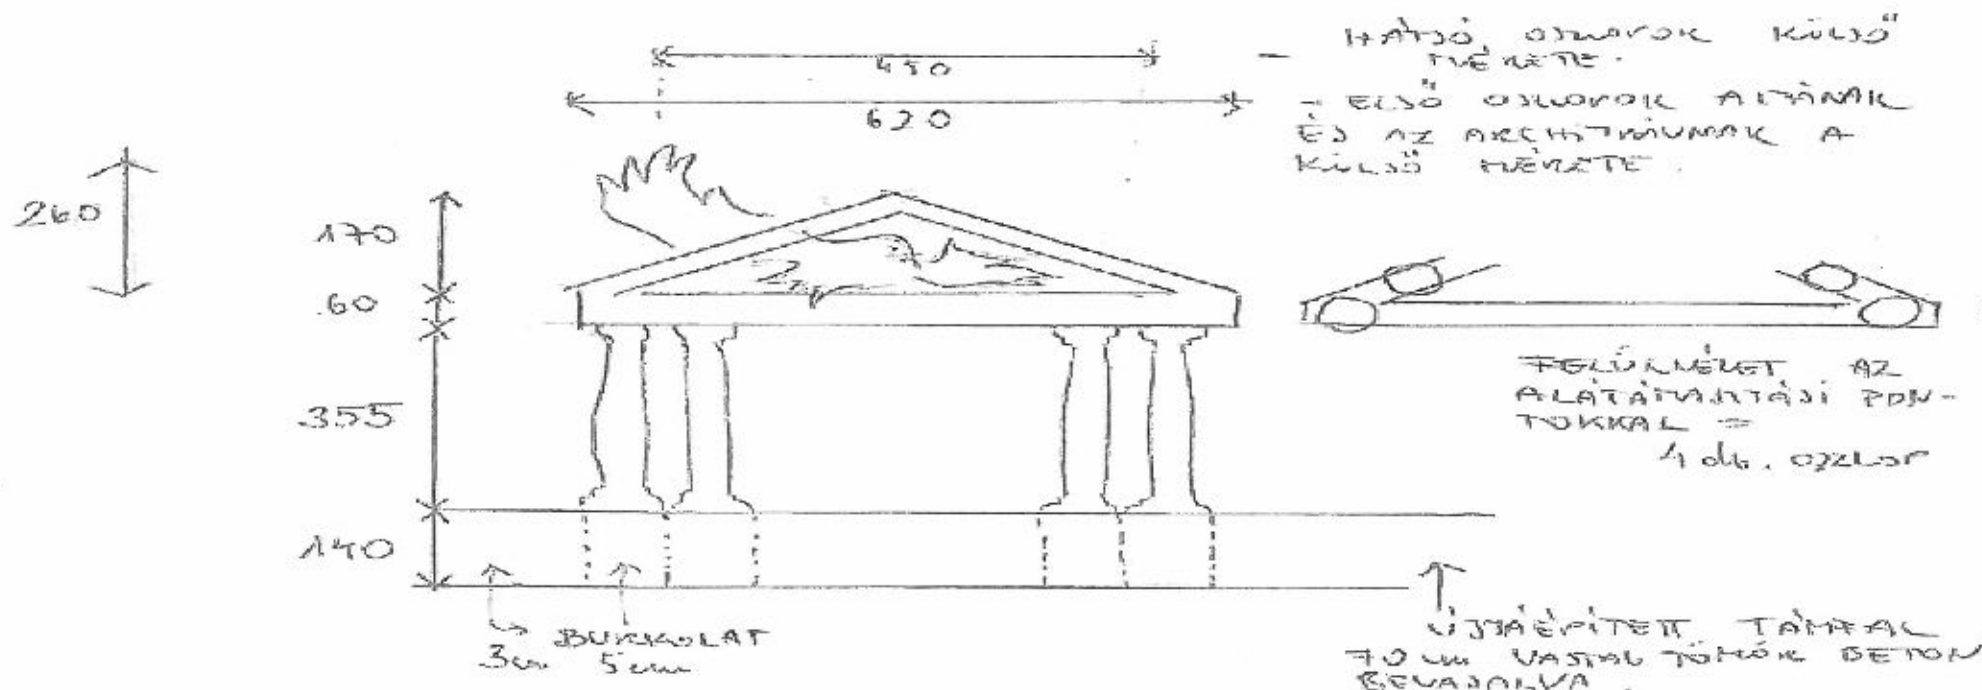 450
- HÁTSÓ OSZLOPOK KÜLSŐ
MÉRETE.
620
- ELSŐ OSZLOPOK ALJÁNAK
ÉS AZ ARCHITRÁVNAK A
KÜLSŐ MÉRETE.
260
170
60
355
FELÜLNÉZET AZ
ALÁTÁMASZTÁSI PON-
TOKKAL =
4 db. OSZLOP
140
BURKOLAT
3cm 5cm
ÚJJÁÉPÍTETT TÁMFAL
70 cm VASTAG TÖMÖR BETON
BEVASALVA.